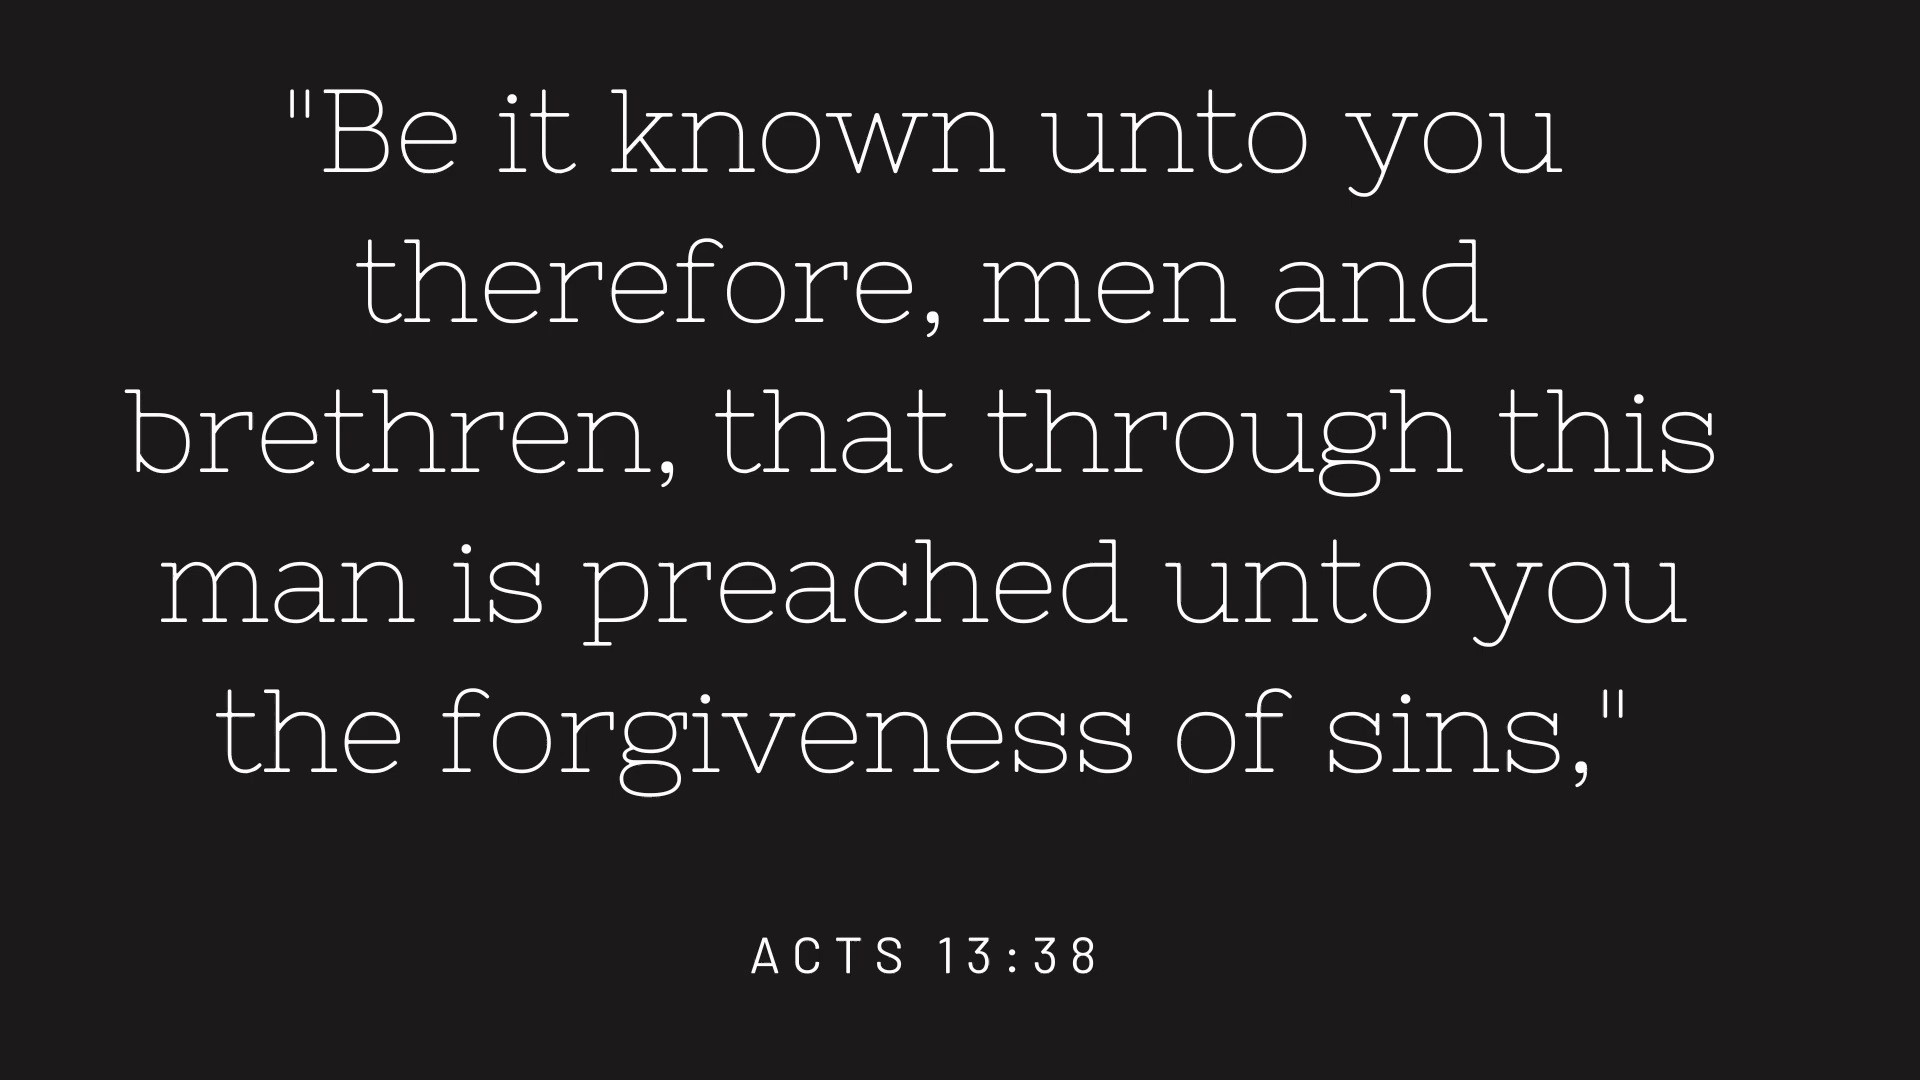 "Be it known unto you
therefore, men and
brethren, that through this
man is preached unto you
the forgiveness of sins,"
ACTS 13:38